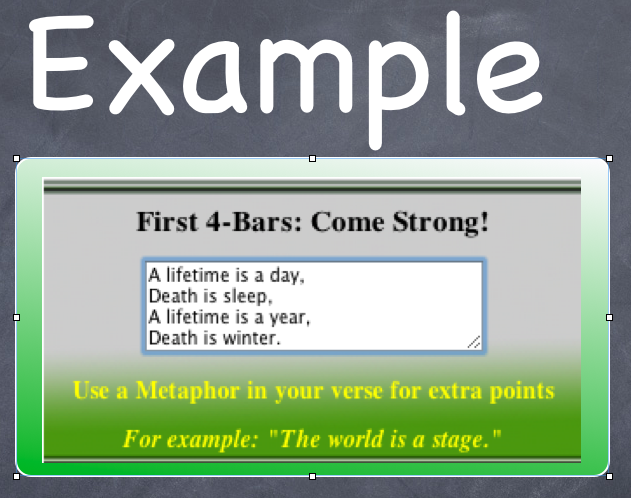 Example
First 4-Bars: Come Strong!
A lifetime is a day,
Death is sleep,
A lifetime is a year,
Death is winter.
Use a Metaphor in your verse for extra points
For example: "The world is a stage."